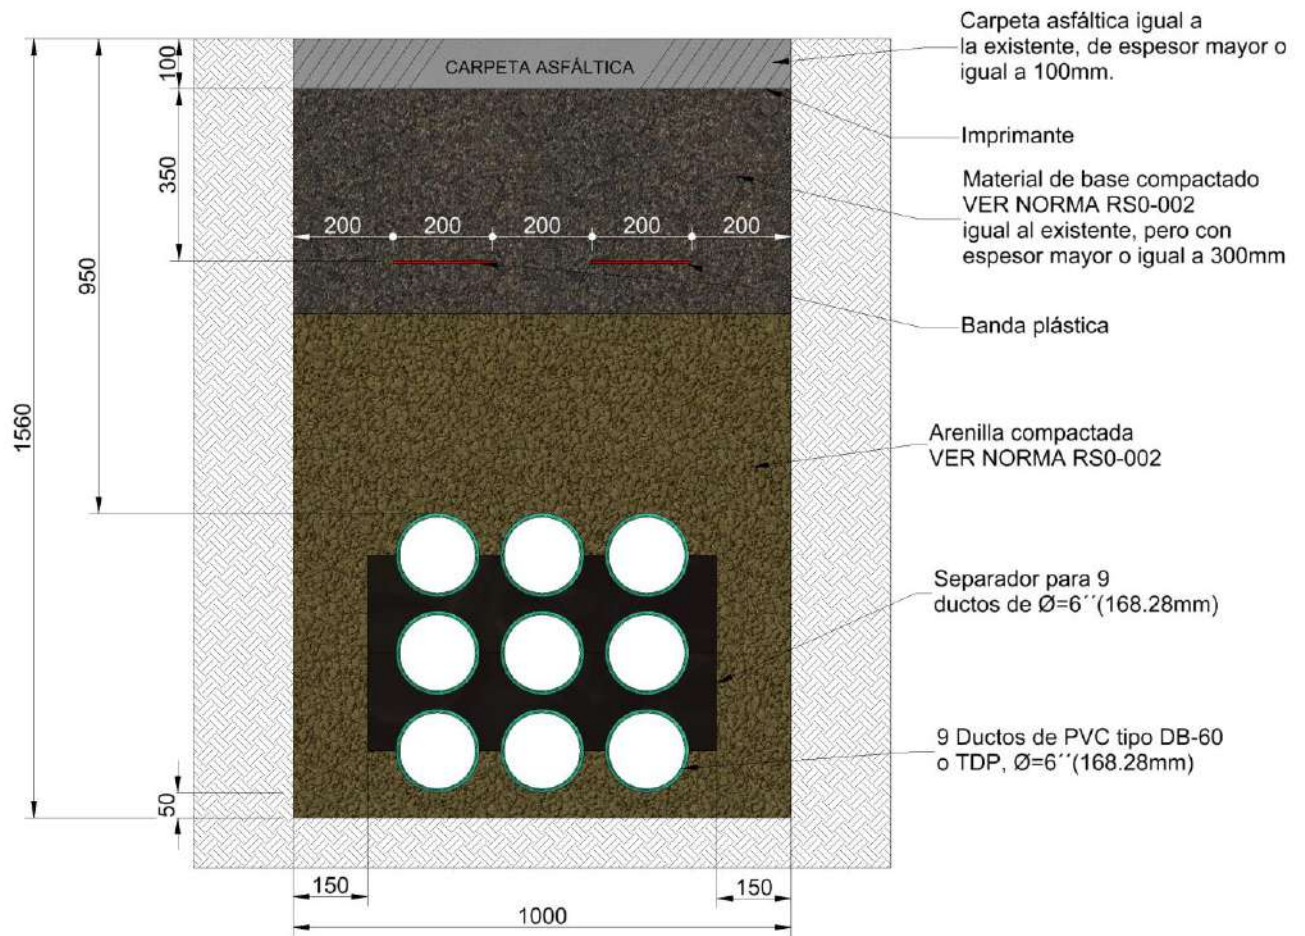 Carpeta asfáltica igual a
la existente, de espesor mayor o
igual a 100mm.
CARPETA ASFÁLTICA
100
Imprimante
350
Material de base compactado
VER NORMA RS0-002
igual al existente, pero con
espesor mayor o igual a 300mm
200 200 200 200 200
950
Banda plástica
1560
Arenilla compactada
VER NORMA RS0-002
Separador para 9
ductos de Ø=6´´(168.28mm)
9 Ductos de PVC tipo DB-60
o TDP, Ø=6´´(168.28mm)
50
150 150
1000